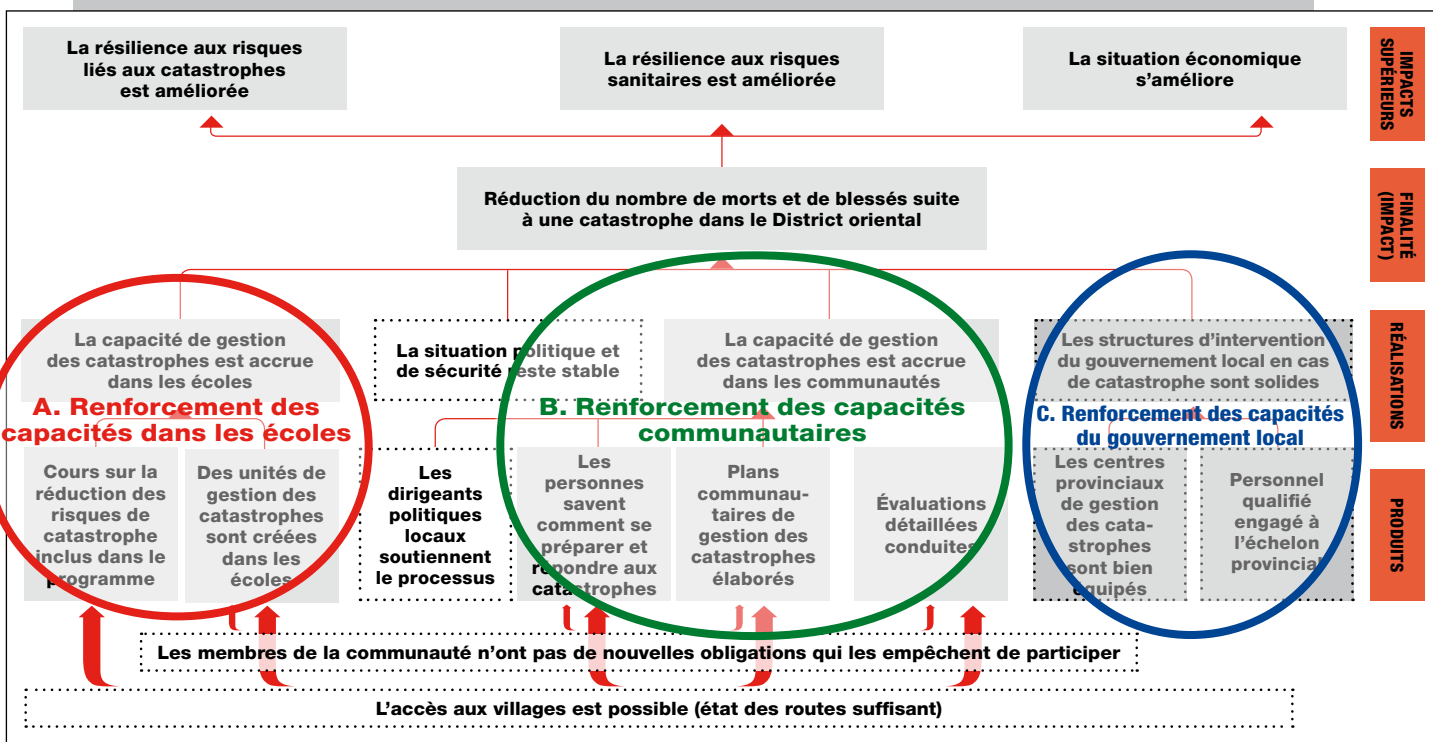 La résilience aux risques
liés aux catastrophes
est améliorée
La résilience aux risques
sanitaires est améliorée
La situation économique
s’améliore
IMPACTS
SUPÉRIEURS
Réduction du nombre de morts et de blessés suite
à une catastrophe dans le District oriental
FINALITÉ
(IMPACT)
La capacité de gestion
des catastrophes est accrue
dans les écoles
La situation politique et
de sécurité reste stable
La capacité de gestion
des catastrophes est accrue
dans les communautés
Les structures d’intervention
du gouvernement local en cas
de catastrophe sont solides
RÉALISATIONS
A. Renforcement des
capacités dans les écoles
B. Renforcement des capacités
communautaires
C. Renforcement des capacités
du gouvernement local
Cours sur la
réduction des
risques de
catastrophe
inclus dans le
programme
Des unités de
gestion des
catastrophes
sont créées
dans les
écoles
Les
dirigeants
politiques
locaux
soutiennent
le processus
Les
personnes
savent
comment se
préparer et
répondre aux
catastrophes
Plans
communau-
taires de
gestion des
catastrophes
élaborés
Évaluations
détaillées
conduites
Les centres
provinciaux
de gestion
des cata-
strophes
sont bien
équipés
Personnel
qualifié
engagé à
l’échelon
provincial
PRODUITS
Les membres de la communauté n’ont pas de nouvelles obligations qui les empêchent de participer
L’accès aux villages est possible (état des routes suffisant)